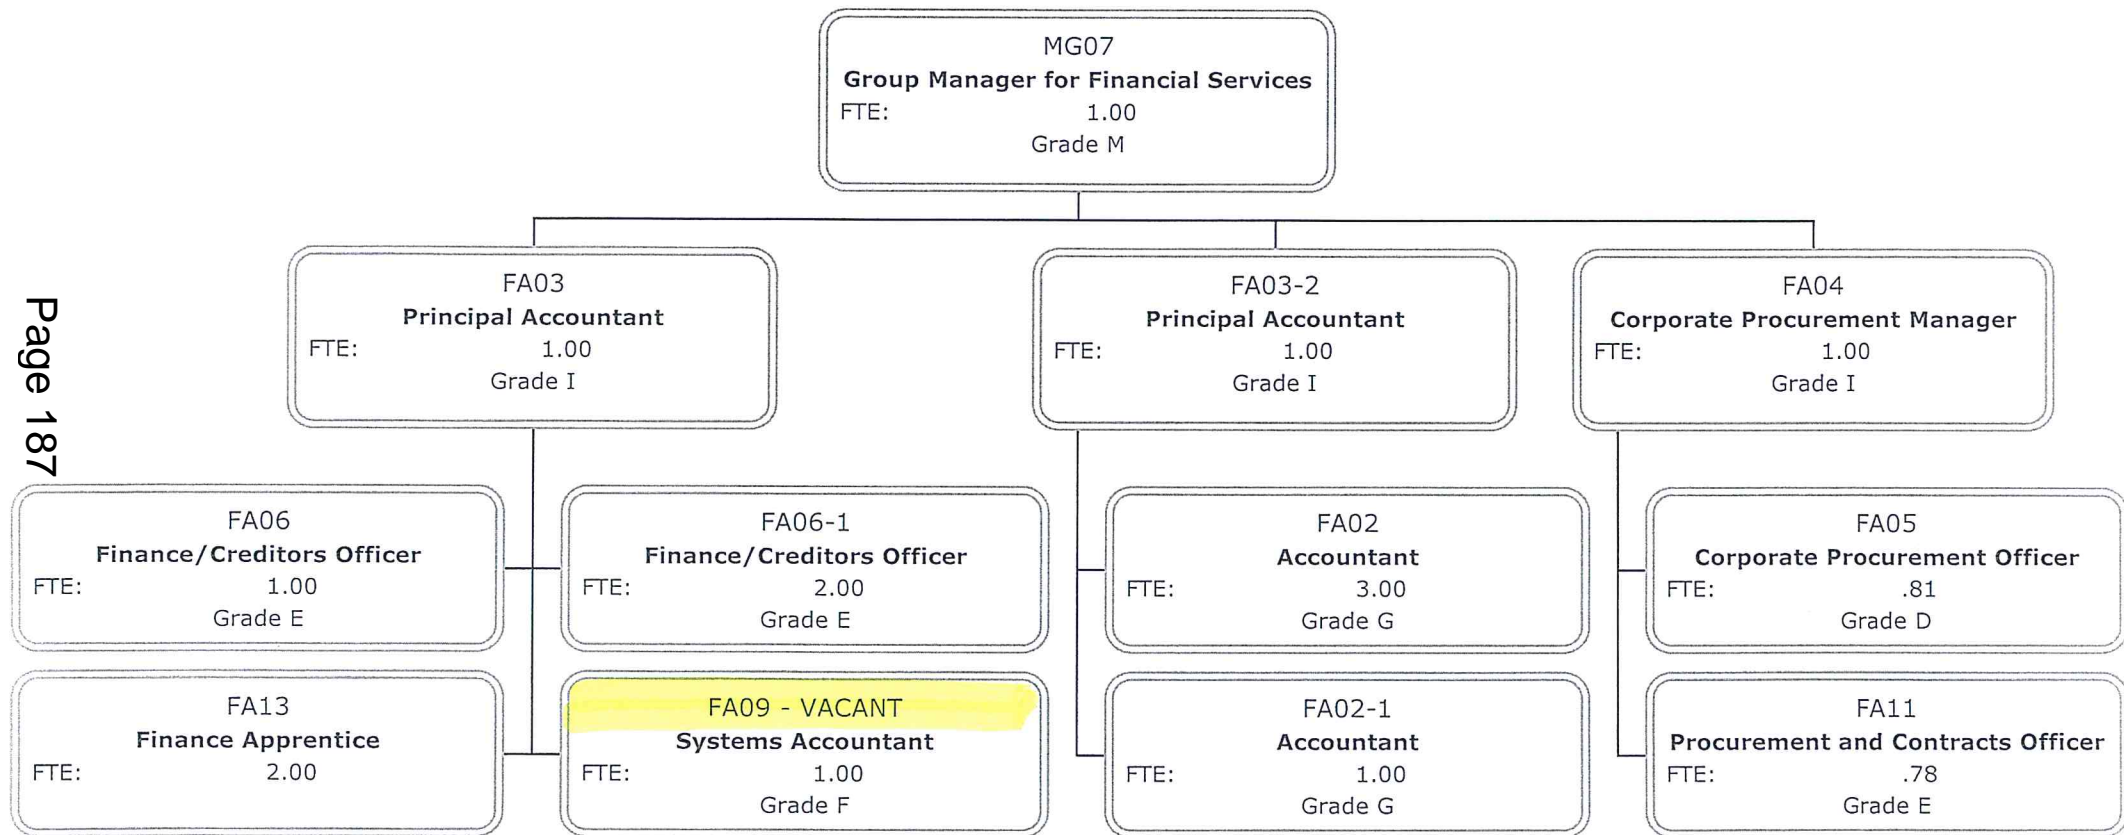 MG07
Group Manager for Financial Services
FTE: 1.00
Grade M
FA03
Principal Accountant
FTE: 1.00
Grade I
FA03-2
Principal Accountant
FTE: 1.00
Grade I
FA04
Corporate Procurement Manager
FTE: 1.00
Grade I
Page 187
FA06
Finance/Creditors Officer
FTE: 1.00
Grade E
FA06-1
Finance/Creditors Officer
FTE: 2.00
Grade E
FA02
Accountant
FTE: 3.00
Grade G
FA05
Corporate Procurement Officer
FTE: .81
Grade D
FA13
Finance Apprentice
FTE: 2.00
FA09 - VACANT
Systems Accountant
FTE: 1.00
Grade F
FA02-1
Accountant
FTE: 1.00
Grade G
FA11
Procurement and Contracts Officer
FTE: .78
Grade E